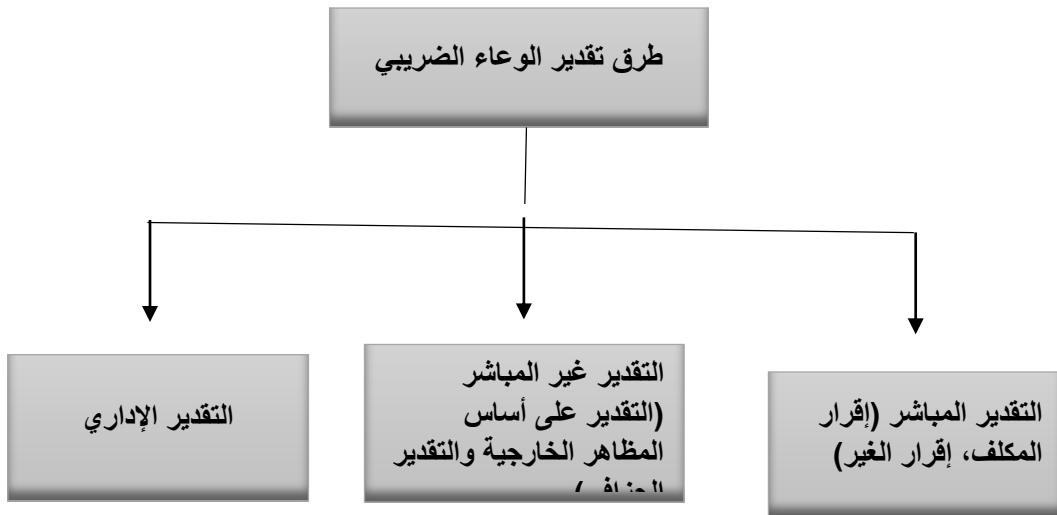 طرق تقدير الوعاء الضريبي
التقدير المباشر (إقرار
المكلف، إقرار الغير)
التقدير غير المباشر
(التقدير على أساس
المظاهر الخارجية والتقدير
التقدير الإداري